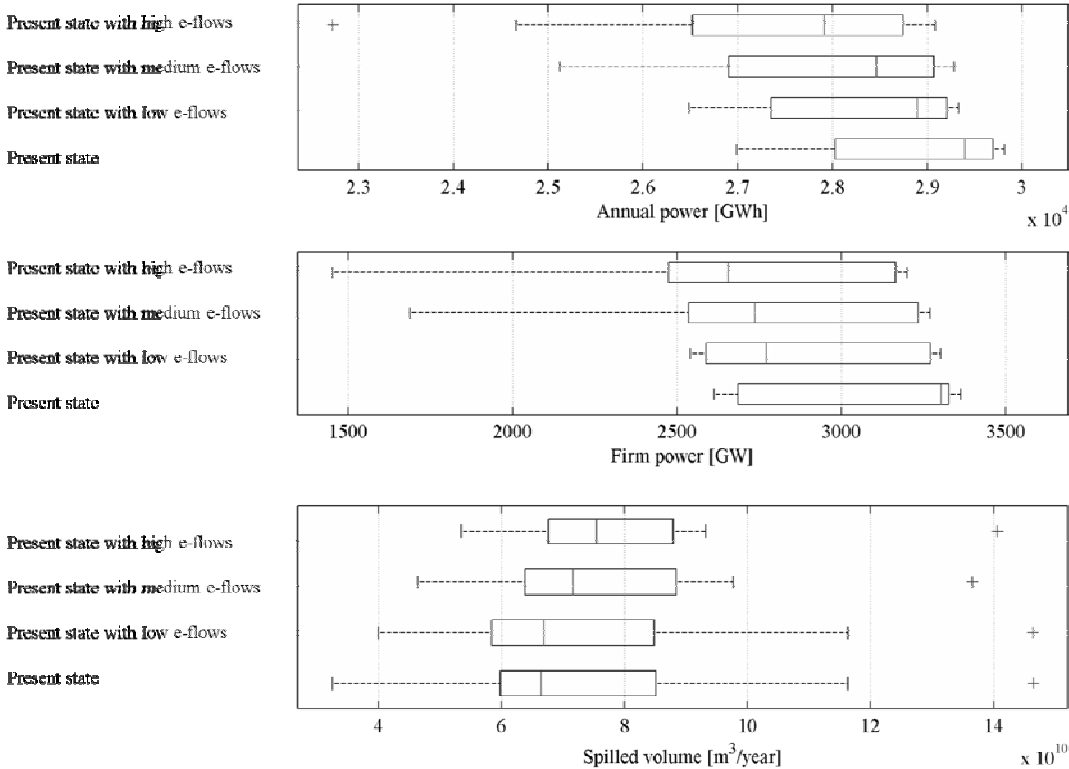 Present state with high e-flows
Present state with medium e-flows
Present state with low e-flows
Present state
2.3 2.4 2.5 2.6 2.7 2.8 2.9 3
Annual power [GWh]
x 10^4
Present state with high e-flows
Present state with medium e-flows
Present state with low e-flows
Present state
1500 2000 2500 3000 3500
Firm power [GW]
Present state with high e-flows
Present state with medium e-flows
Present state with low e-flows
Present state
4 6 8 10 12 14
Spilled volume [m^3/year]
x 10^10